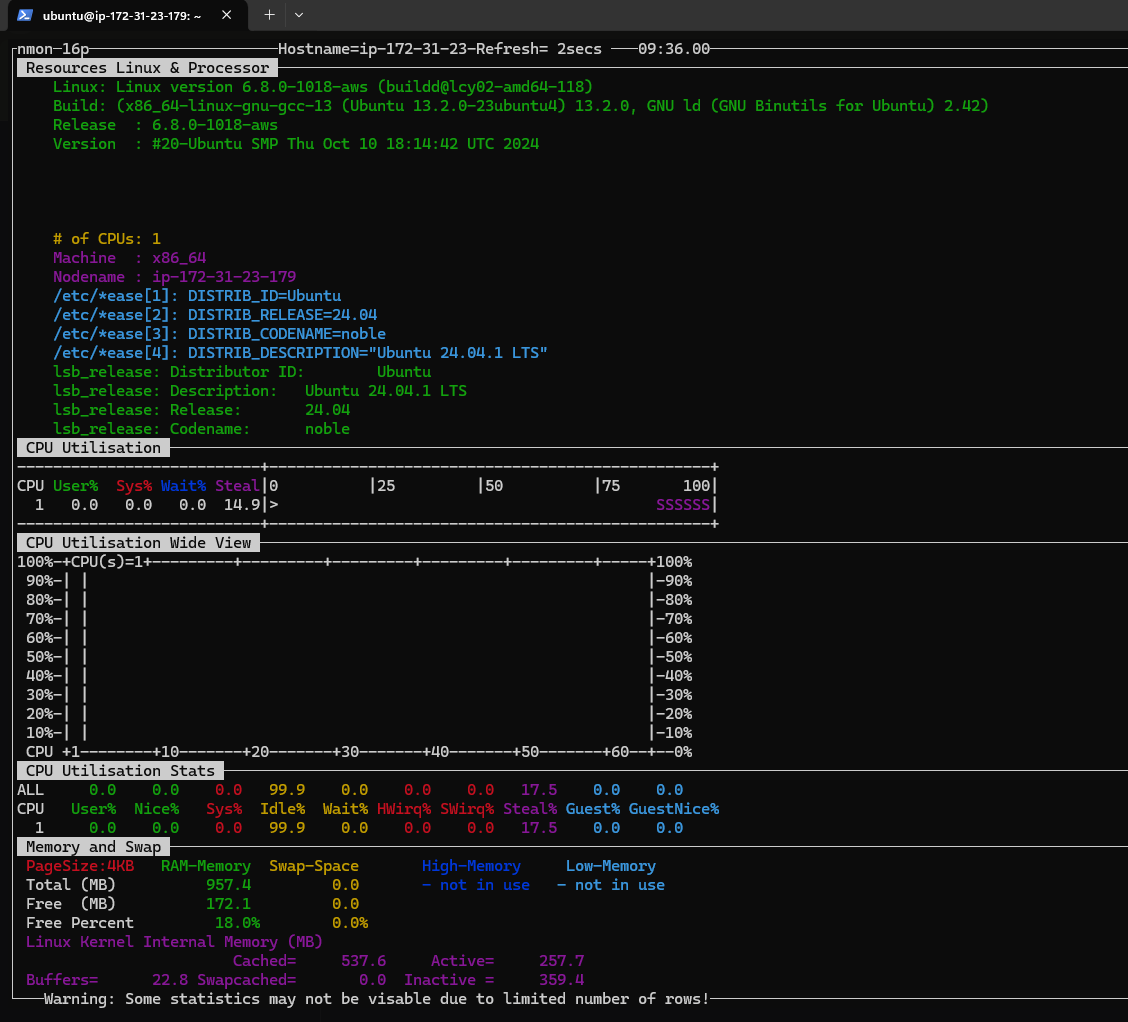 ubuntu@ip-172-31-23-179: ~
nmon-16p Hostname=ip-172-31-23-Refresh= 2secs 09:36.00
Resources Linux & Processor
Linux: Linux version 6.8.0-1018-aws (buildd@lcy02-amd64-118)
Build: (x86_64-linux-gnu-gcc-13 (Ubuntu 13.2.0-23ubuntu4) 13.2.0, GNU ld (GNU Binutils for Ubuntu) 2.42)
Release  : 6.8.0-1018-aws
Version  : #20-Ubuntu SMP Thu Oct 10 18:14:42 UTC 2024
# of CPUs: 1
Machine  : x86_64
Nodename : ip-172-31-23-179
/etc/*ease[1]: DISTRIB_ID=Ubuntu
/etc/*ease[2]: DISTRIB_RELEASE=24.04
/etc/*ease[3]: DISTRIB_CODENAME=noble
/etc/*ease[4]: DISTRIB_DESCRIPTION="Ubuntu 24.04.1 LTS"
lsb_release: Distributor ID:        Ubuntu
lsb_release: Description:   Ubuntu 24.04.1 LTS
lsb_release: Release:       24.04
lsb_release: Codename:      noble
CPU Utilisation
---------------------------+-------------------------------------------------+
CPU User%  Sys% Wait% Steal|0          |25         |50          |75       100|
  1   0.0   0.0   0.0  14.9|>                                          SSSSSS|
---------------------------+-------------------------------------------------+
CPU Utilisation Wide View
100%-+CPU(s)=1+---------+---------+---------+---------+---------+-----+100%
 90%-| |                                                              |-90%
 80%-| |                                                              |-80%
 70%-| |                                                              |-70%
 60%-| |                                                              |-60%
 50%-| |                                                              |-50%
 40%-| |                                                              |-40%
 30%-| |                                                              |-30%
 20%-| |                                                              |-20%
 10%-| |                                                              |-10%
 CPU +1--------+10-------+20-------+30-------+40-------+50-------+60--+--0%
CPU Utilisation Stats
ALL     0.0    0.0    0.0   99.9    0.0    0.0    0.0   17.5    0.0    0.0
CPU   User%  Nice%   Sys%  Idle%  Wait% HWirq% SWirq% Steal% Guest% GuestNice%
  1     0.0    0.0    0.0   99.9    0.0    0.0    0.0   17.5    0.0    0.0
Memory and Swap
PageSize:4KB   RAM-Memory  Swap-Space       High-Memory     Low-Memory
Total (MB)          957.4         0.0       - not in use   - not in use
Free  (MB)          172.1         0.0
Free Percent         18.0%        0.0%
Linux Kernel Internal Memory (MB)
Cached=     537.6     Active=     257.7
Buffers=      22.8 Swapcached=       0.0  Inactive =     359.4
Warning: Some statistics may not be visable due to limited number of rows!